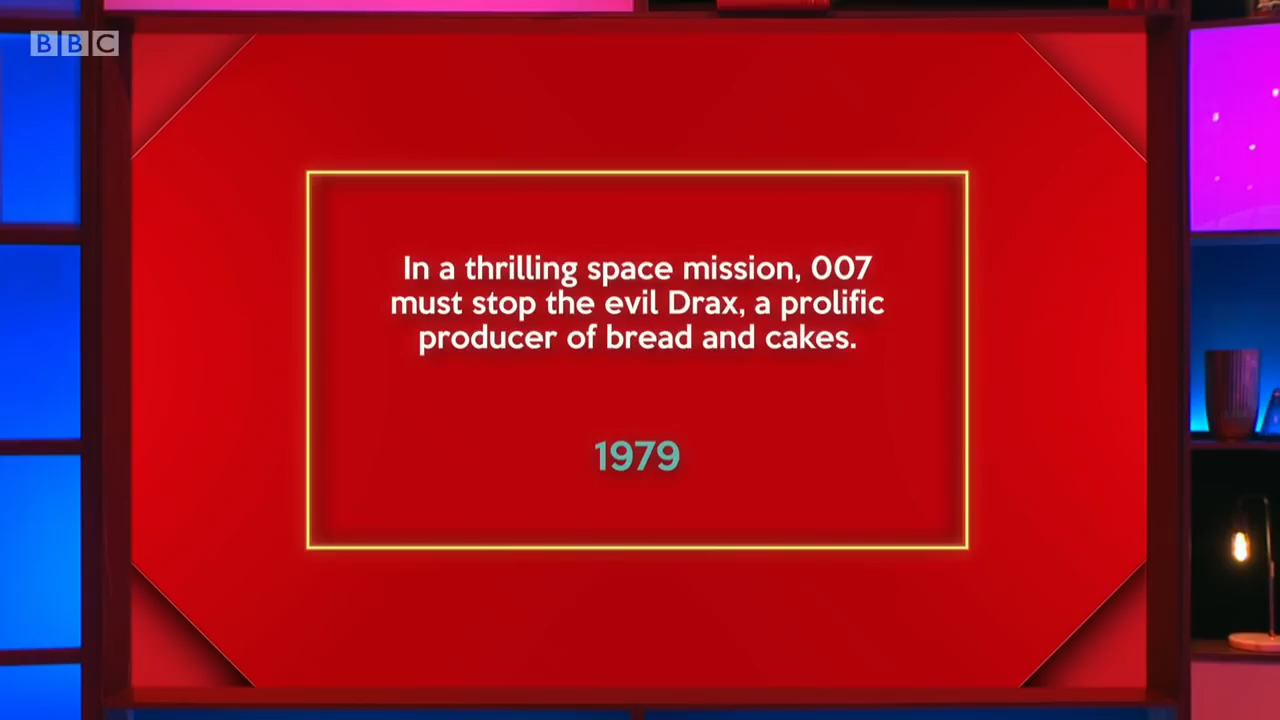 BBC
In a thrilling space mission, 007
must stop the evil Drax, a prolific
producer of bread and cakes.
1979